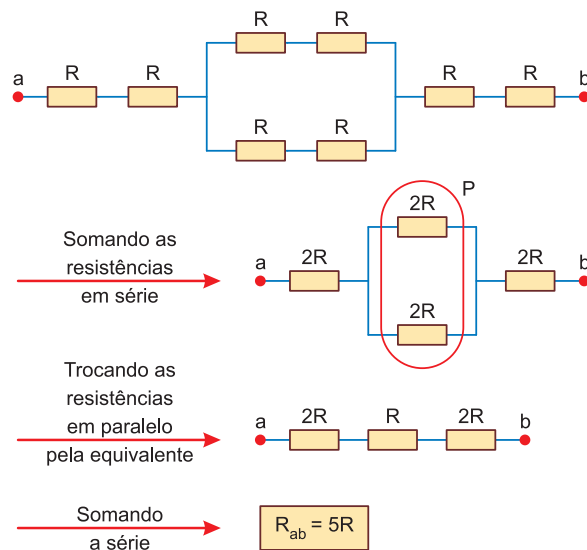 R R
a R R R R b
R R
P
2R
Somando as
resistências
em série
a 2R 2R b
2R
Trocando as
resistências
em paralelo
pela equivalente
a 2R R 2R b
Somando
a série
R_ab = 5R